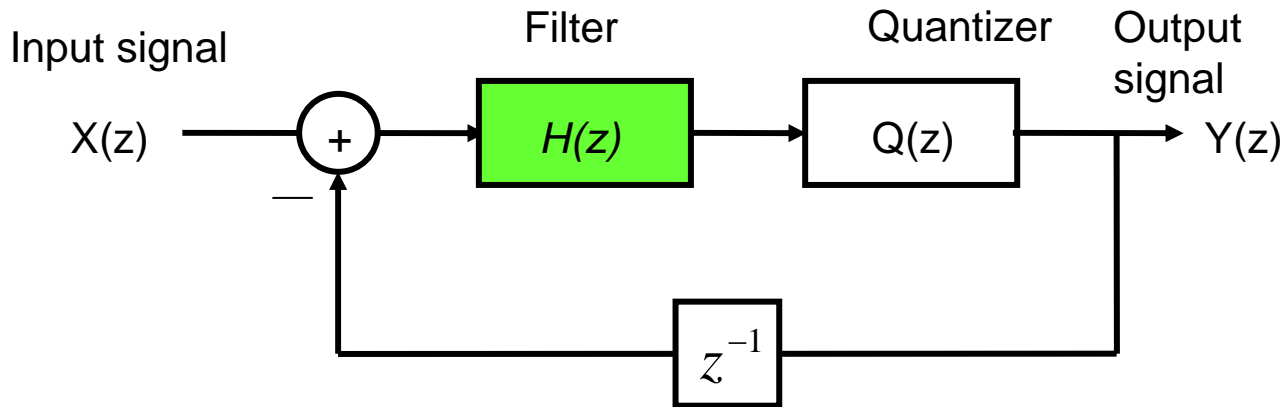 Input signal
Filter
Quantizer
Output
signal
X(z)
+
H(z)
Q(z)
Y(z)
—
z⁻¹